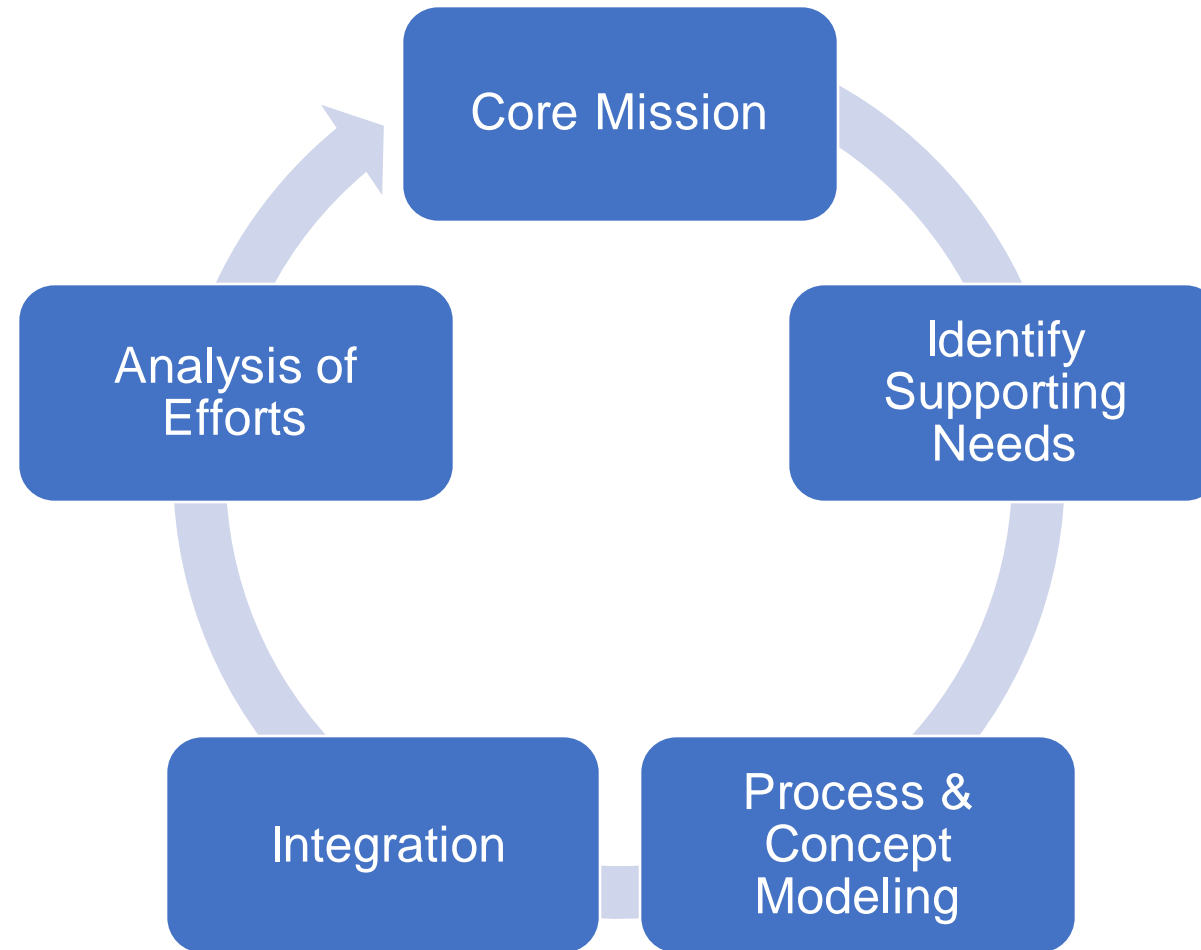 Core Mission
Identify
Supporting
Needs
Process &
Concept
Modeling
Integration
Analysis of
Efforts